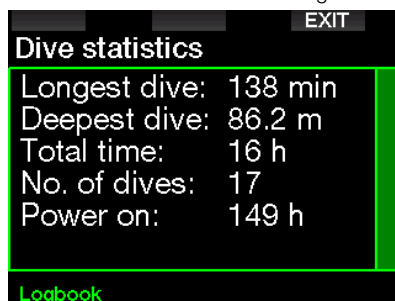 EXIT
Dive statistics
Longest dive: 138 min
Deepest dive: 86.2 m
Total time: 16 h
No. of dives: 17
Power on: 149 h
Logbook